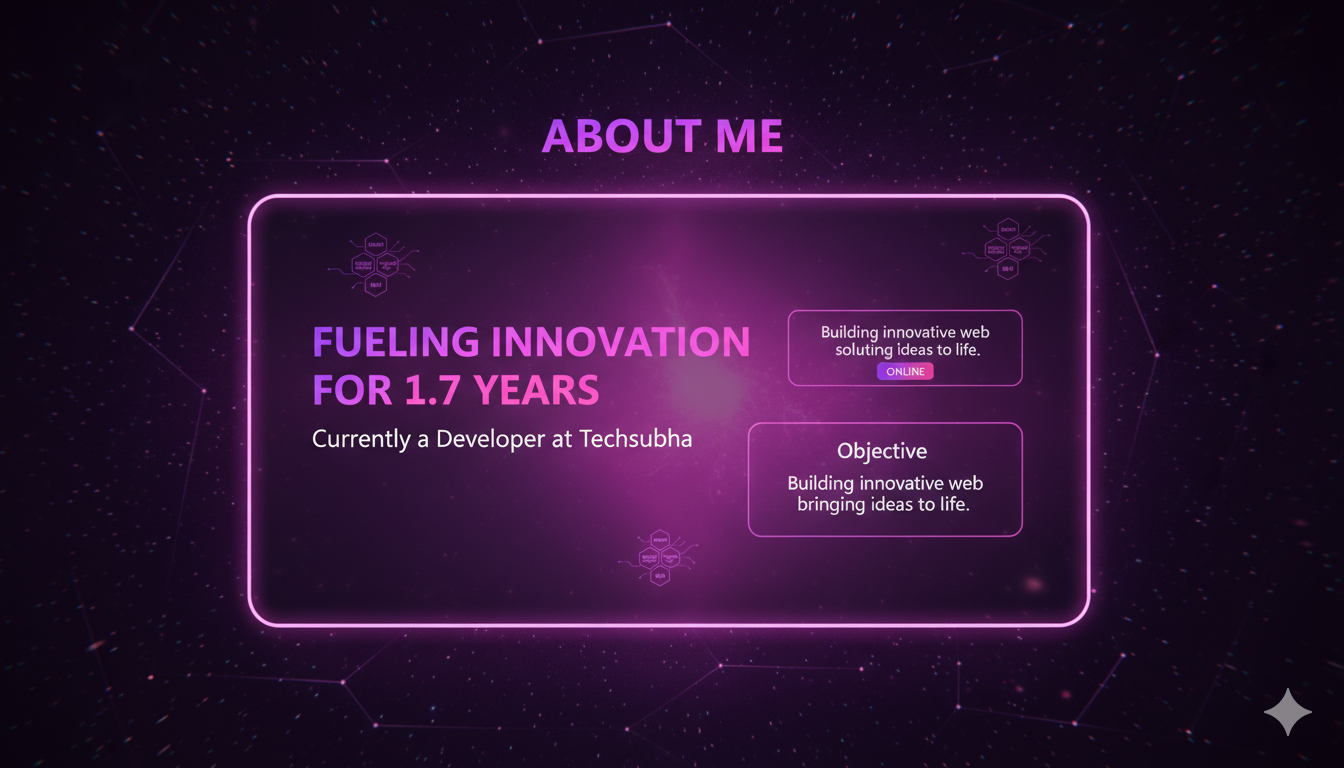 ABOUT ME
FUELING INNOVATION
FOR 1.7 YEARS
Currently a Developer at Techsubha
Building innovative web
soluting ideas to life.
ONLINE
Objective
Building innovative web
bringing ideas to life.